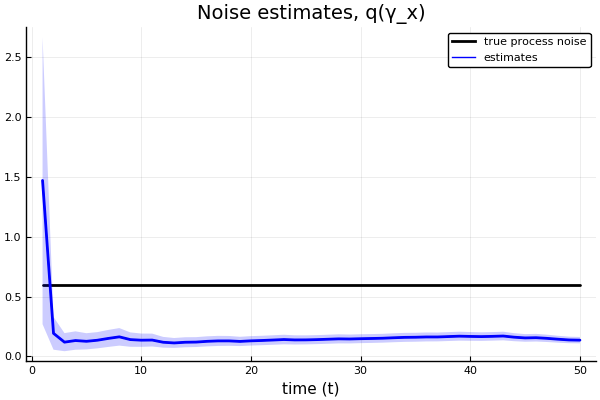 Noise estimates, q(γ_x)
true process noise
estimates
2.5
2.0
1.5
1.0
0.5
0.0
0 10 20 30 40 50
time (t)